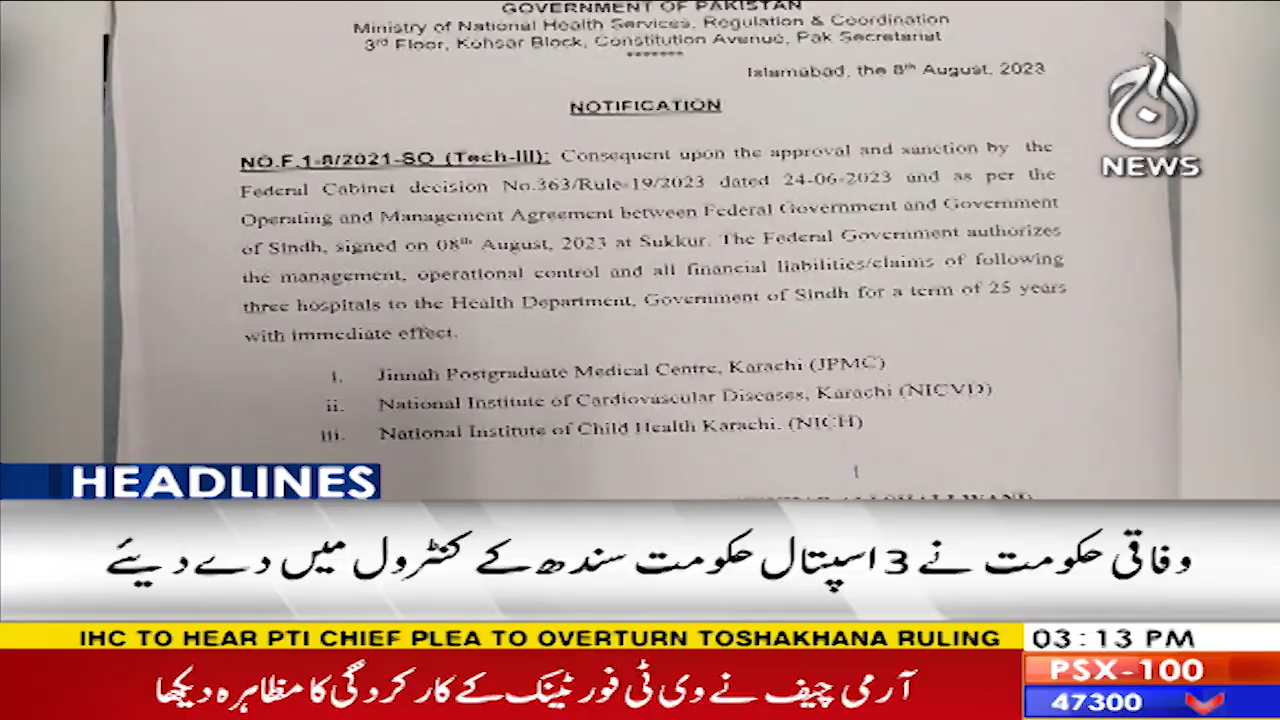 GOVERNMENT OF PAKISTAN
Ministry of National Health Services, Regulation & Coordination
3rd Floor, Kohsar Block, Constitution Avenue, Pak Secretariat
*******
Islamabad, the 8th August, 2023
NOTIFICATION
NO.F.1-8/2021-SO (Tech-III): Consequent upon the approval and sanction by the
Federal Cabinet decision No.363/Rule-19/2023 dated 24-06-2023 and as per the
Operating and Management Agreement between Federal Government and Government
of Sindh, signed on 08th August, 2023 at Sukkur. The Federal Government authorizes
the management, operational control and all financial liabilities/claims of following
three hospitals to the Health Department, Government of Sindh for a term of 25 years
with immediate effect.
i. Jinnah Postgraduate Medical Centre, Karachi (JPMC)
ii. National Institute of Cardiovascular Diseases, Karachi (NICVD)
iii. National Institute of Child Health Karachi. (NICH)
آج
NEWS
HEADLINES
وفاقی حکومت نے 3 اسپتال حکومت سندھ کے کنٹرول میں دے دیئے
IHC TO HEAR PTI CHIEF PLEA TO OVERTURN TOSHAKHANA RULING
03:13 PM
آرمی چیف نے وی ٹی فور ٹینک کے کارکردگی کا مظاہرہ دیکھا
PSX-100
47300